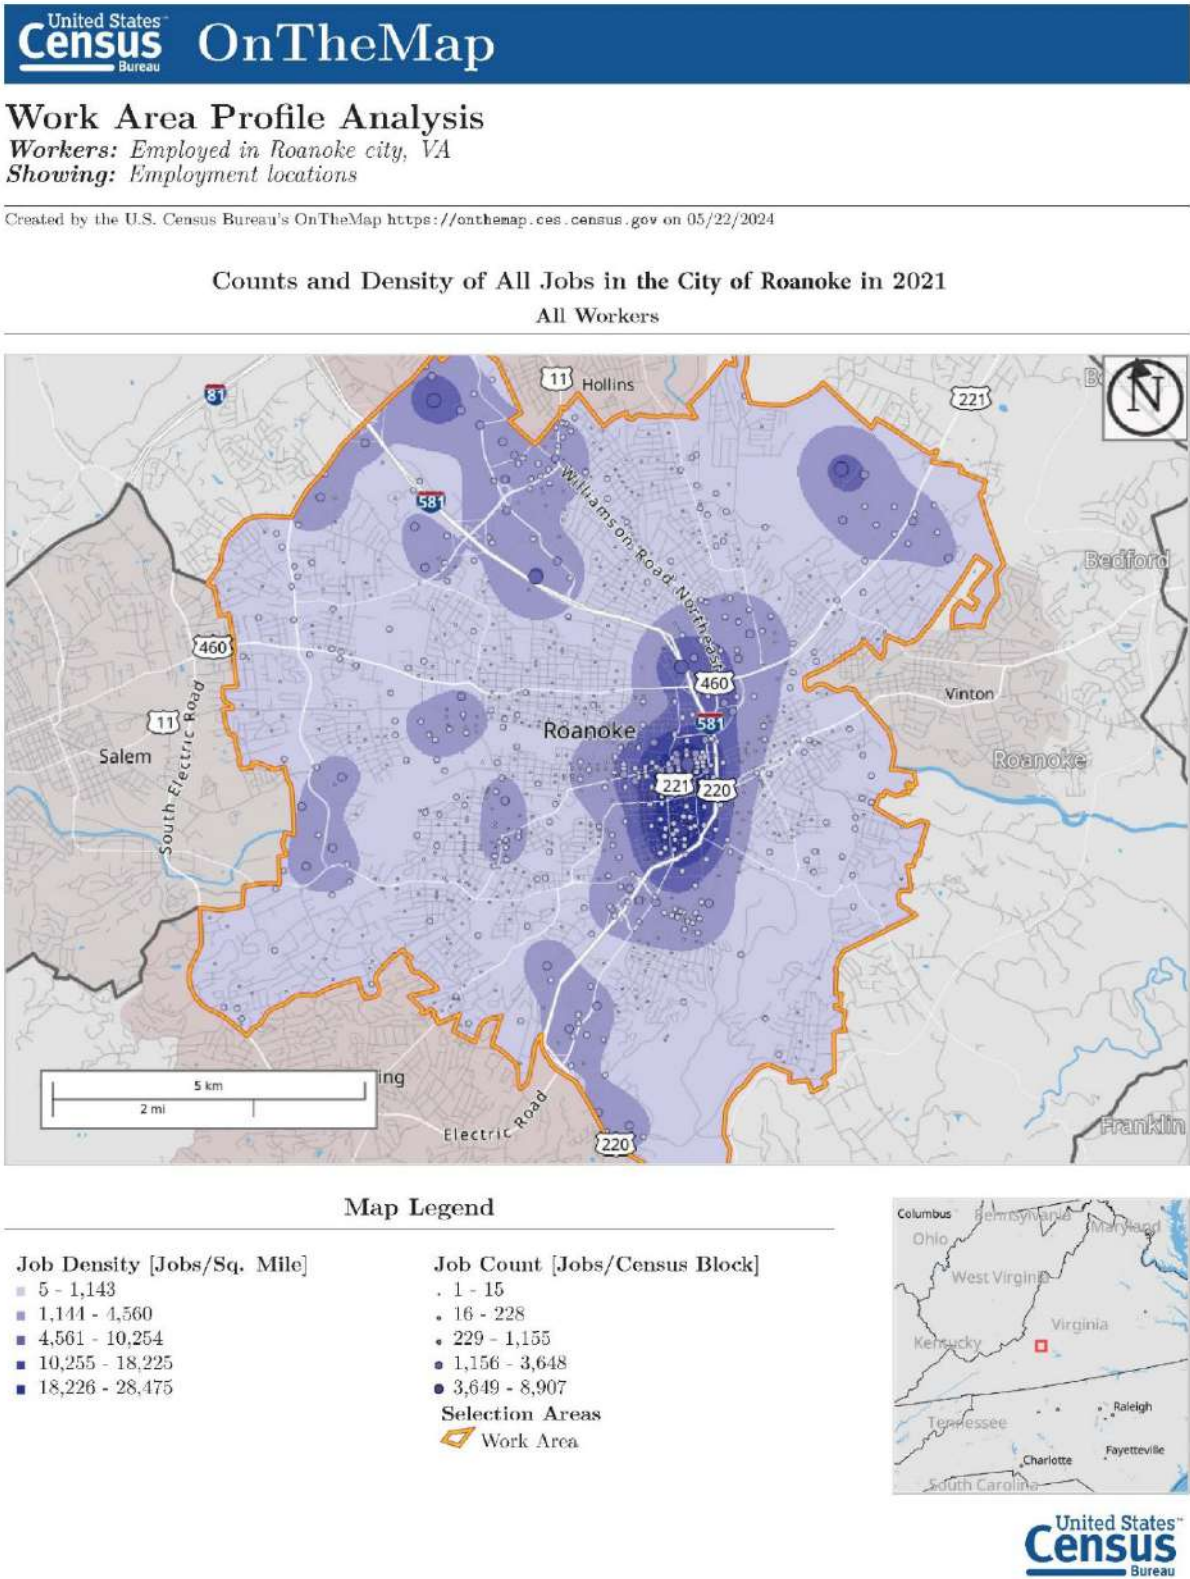 United States™
Census
Bureau
OnTheMap
Work Area Profile Analysis
Workers: Employed in Roanoke city, VA
Showing: Employment locations
Created by the U.S. Census Bureau's OnTheMap https://onthemap.ces.census.gov on 05/22/2024
Counts and Density of All Jobs in the City of Roanoke in 2021
All Workers
81
11
Hollins
221
N
581
Williamson Road Northeast
Bedford
460
460
Vinton
11
Salem
South Electric Road
Roanoke
581
Roanoke
221
220
5 km
2 mi
ing
Electric Road
220
Franklin
Map Legend
Job Density [Jobs/Sq. Mile]
5 - 1,143
1,144 - 4,560
4,561 - 10,254
10,255 - 18,225
18,226 - 28,475
Job Count [Jobs/Census Block]
1 - 15
16 - 228
229 - 1,155
1,156 - 3,648
3,649 - 8,907
Selection Areas
Work Area
Columbus
Pennsylvania
Maryland
Ohio
West Virginia
Virginia
Kentucky
Raleigh
Tennessee
Fayetteville
Charlotte
South Carolina
United States™
Census
Bureau